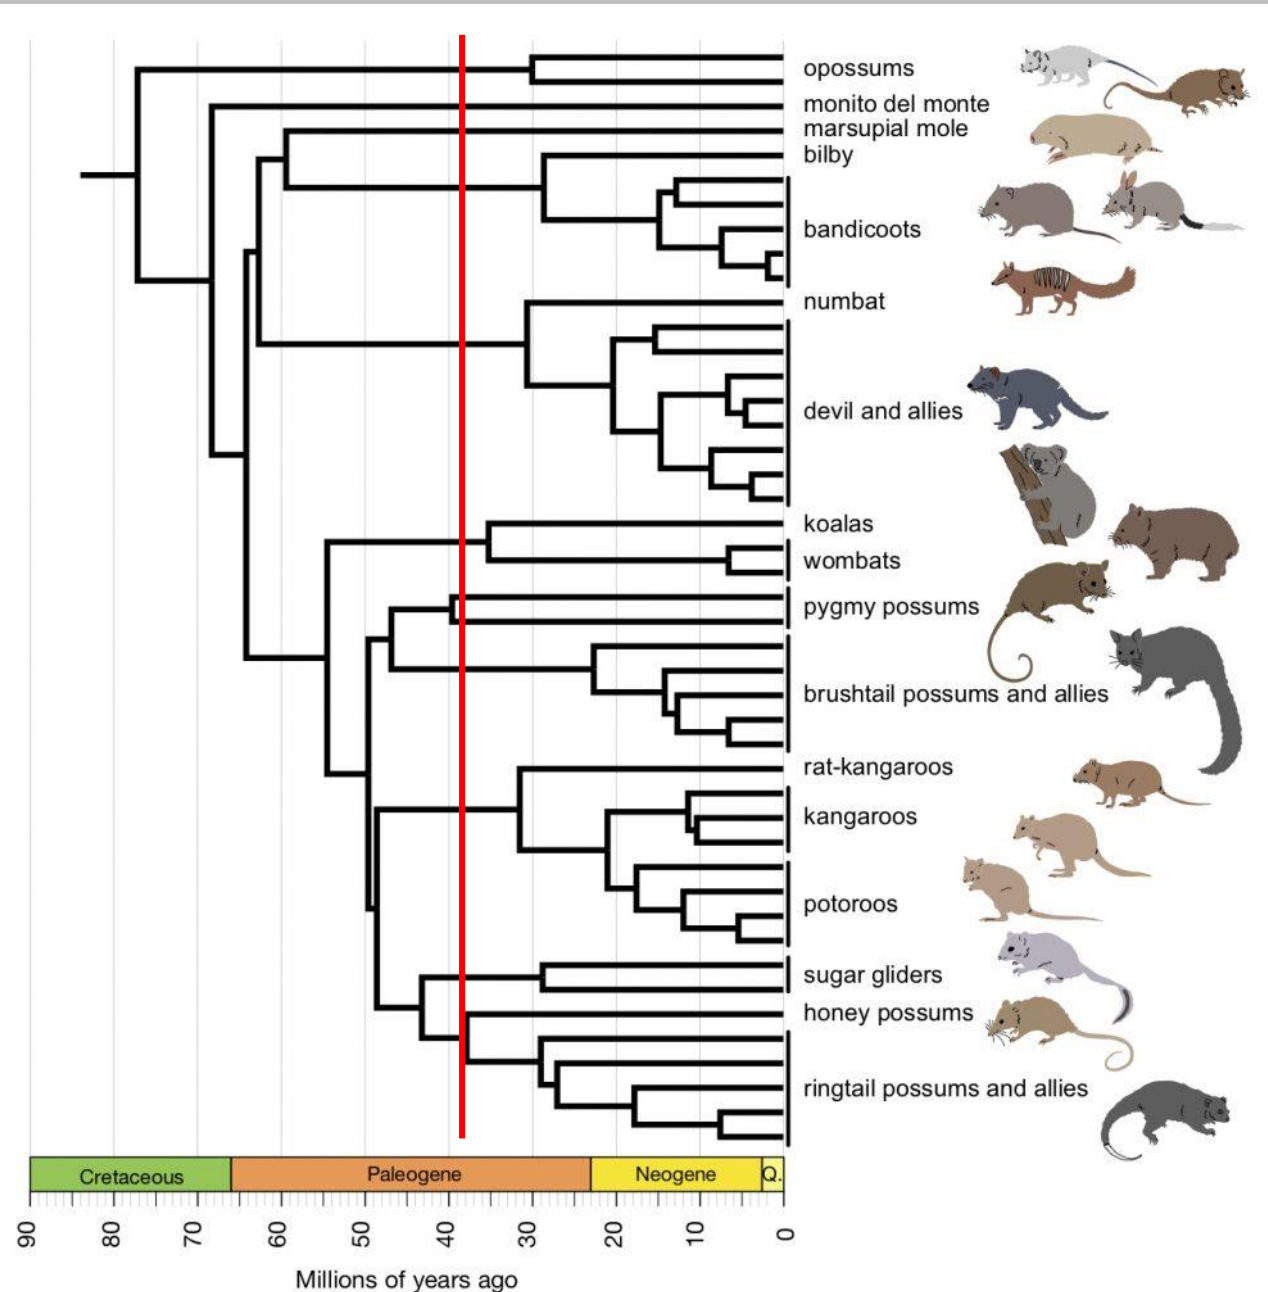 opossums
monito del monte
marsupial mole
bilby
bandicoots
numbat
devil and allies
koalas
wombats
pygmy possums
brushtail possums and allies
rat-kangaroos
kangaroos
potoroos
sugar gliders
honey possums
ringtail possums and allies
Cretaceous Paleogene Neogene Q.
90 80 70 60 50 40 30 20 10 0
Millions of years ago